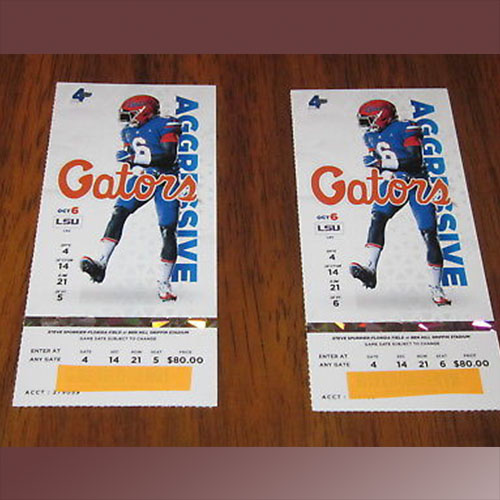 4
AGGRESSIVE
Gators
OCT 6
LSU
GATE
4
SECTION
14
ROW
21
SEAT
5
STEVE SPURRIER-FLORIDA FIELD at BEN HILL GRIFFIN STADIUM
GAME DATE SUBJECT TO CHANGE
ENTER AT GATE SEC ROW SEAT PRICE
ANY GATE 4 14 21 5 $80.00
ACCT :
4
AGGRESSIVE
Gators
OCT 6
LSU
GATE
4
SECTION
14
ROW
21
SEAT
6
STEVE SPURRIER-FLORIDA FIELD at BEN HILL GRIFFIN STADIUM
GAME DATE SUBJECT TO CHANGE
ENTER AT GATE SEC ROW SEAT PRICE
ANY GATE 4 14 21 6 $80.00